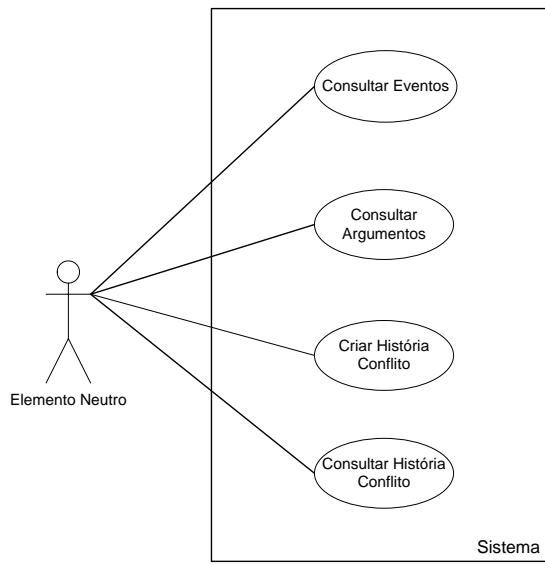 Consultar Eventos
Consultar
Argumentos
Criar História
Conflito
Elemento Neutro
Consultar História
Conflito
Sistema